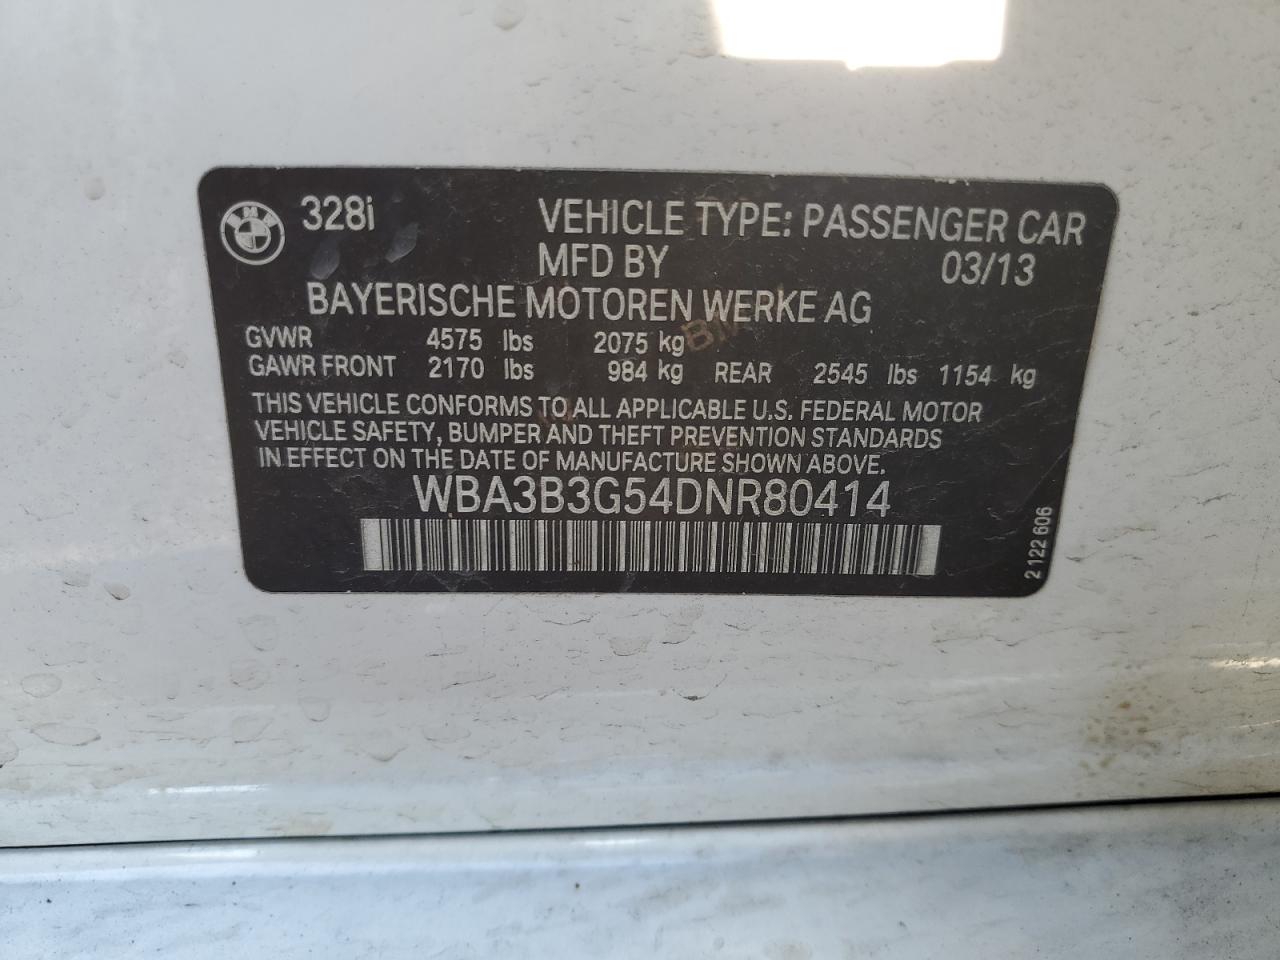 328i VEHICLE TYPE: PASSENGER CAR
MFD BY 03/13
BAYERISCHE MOTOREN WERKE AG
GVWR 4575 lbs 2075 kg
GAWR FRONT 2170 lbs 984 kg REAR 2545 lbs 1154 kg
THIS VEHICLE CONFORMS TO ALL APPLICABLE U.S. FEDERAL MOTOR
VEHICLE SAFETY, BUMPER AND THEFT PREVENTION STANDARDS
IN EFFECT ON THE DATE OF MANUFACTURE SHOWN ABOVE.
WBA3B3G54DNR80414
2 122 606